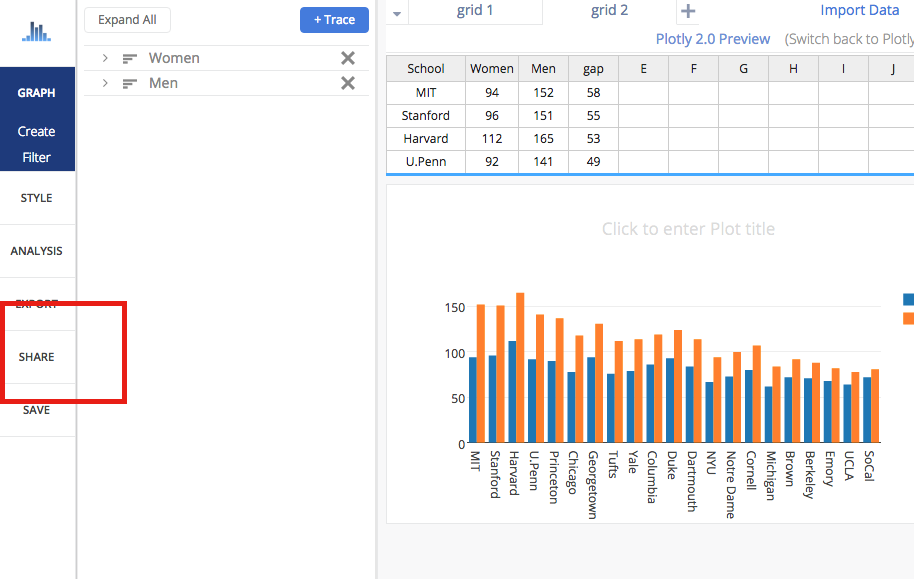 Expand All
+ Trace
Women
Men
GRAPH
Create
Filter
STYLE
ANALYSIS
EXPORT
SHARE
SAVE
grid 1
grid 2
Import Data
Plotly 2.0 Preview (Switch back to Plotly
School Women Men gap E F G H I J
MIT 94 152 58
Stanford 96 151 55
Harvard 112 165 53
U.Penn 92 141 49
Click to enter Plot title
150
100
50
0
MIT
Stanford
Harvard
U.Penn
Princeton
Chicago
Georgetown
Tufts
Yale
Columbia
Duke
Dartmouth
NYU
Notre Dame
Cornell
Michigan
Brown
Berkeley
Emory
UCLA
SoCal